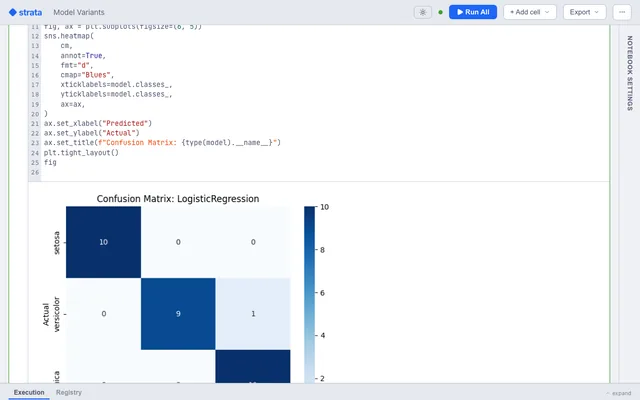 strata
Model Variants
Run All
+ Add cell
Export
...
NOTEBOOK SETTINGS
11 fig, ax = plt.subplots(figsize=(6, 5))
12 sns.heatmap(
13     cm,
14     annot=True,
15     fmt="d",
16     cmap="Blues",
17     xticklabels=model.classes_,
18     yticklabels=model.classes_,
19     ax=ax,
20 )
21 ax.set_xlabel("Predicted")
22 ax.set_ylabel("Actual")
23 ax.set_title(f"Confusion Matrix: {type(model).__name__}")
24 plt.tight_layout()
25 fig
26
Confusion Matrix: LogisticRegression
setosa
10 0 0
10
8
Actual
versicolor
0 9 1
6
4
2
Execution
Registry
expand